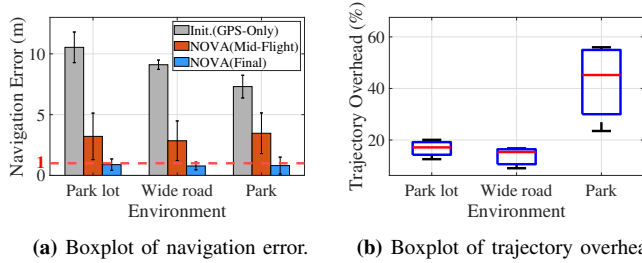 Navigation Error (m)
10
5
1
0
Init.(GPS-Only)
NOVA(Mid-Flight)
NOVA(Final)
Park lot Wide road Park
Environment
(a) Boxplot of navigation error.
Trajectory Overhead (%)
60
40
20
Park lot Wide road Park
Environment
(b) Boxplot of trajectory overhea